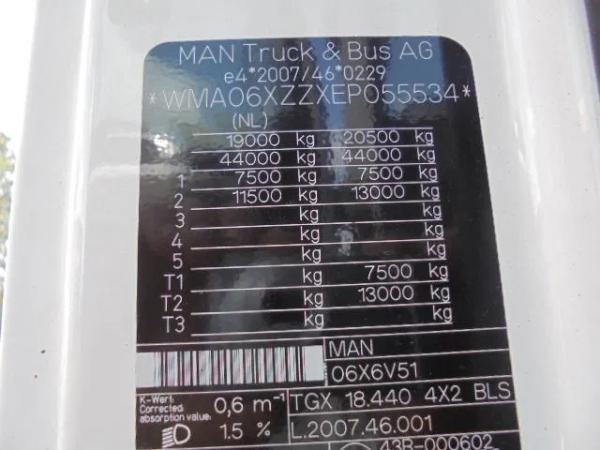 MAN Truck & Bus AG
e4*2007/46*0229
*WMA06XZZXEP055534*
(NL)
19000 kg 20500 kg
44000 kg 44000 kg
1 7500 kg 7500 kg
2 11500 kg 13000 kg
3 kg kg
4 kg kg
5 kg kg
T1 kg 7500 kg
T2 kg 13000 kg
T3 kg kg
MAN
06X6V51
K-Wert:
Corrected absorption value: 0,6 m⁻¹ TGX 18.440 4X2 BLS
1.5 % L.2007.46.001
43R-000602